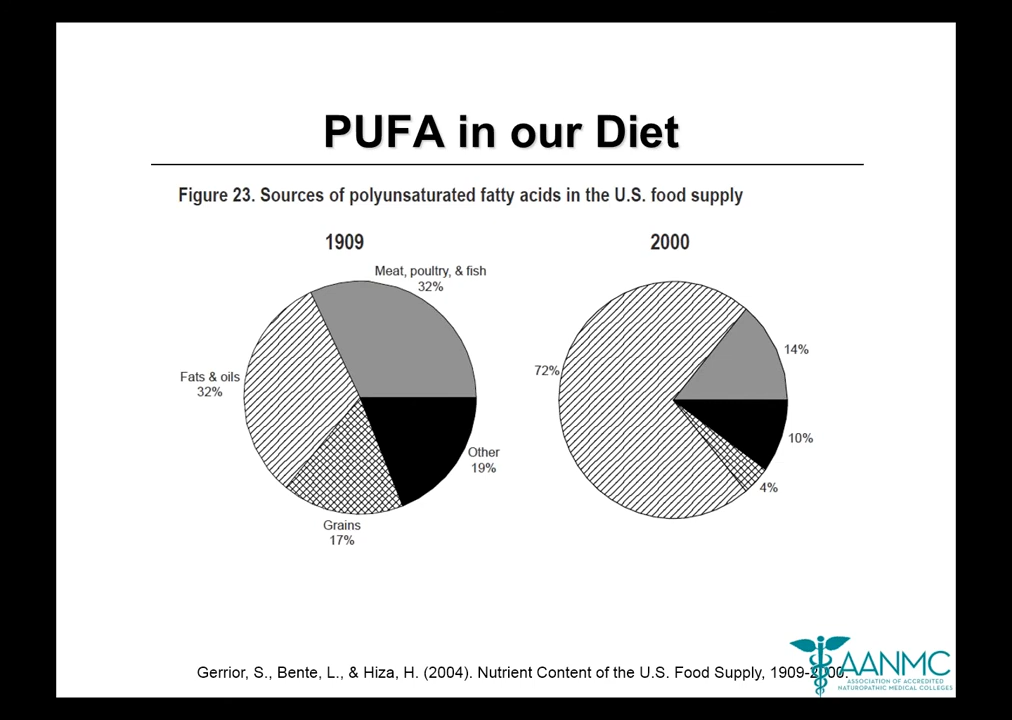 PUFA in our Diet
Figure 23. Sources of polyunsaturated fatty acids in the U.S. food supply
1909
2000
Meat, poultry, & fish
32%
Fats & oils
32%
Other
19%
Grains
17%
72%
14%
10%
4%
Gerrior, S., Bente, L., & Hiza, H. (2004). Nutrient Content of the U.S. Food Supply, 1909-2000.
AANMC
ASSOCIATION OF ACCREDITED
NATUROPATHIC MEDICAL COLLEGES